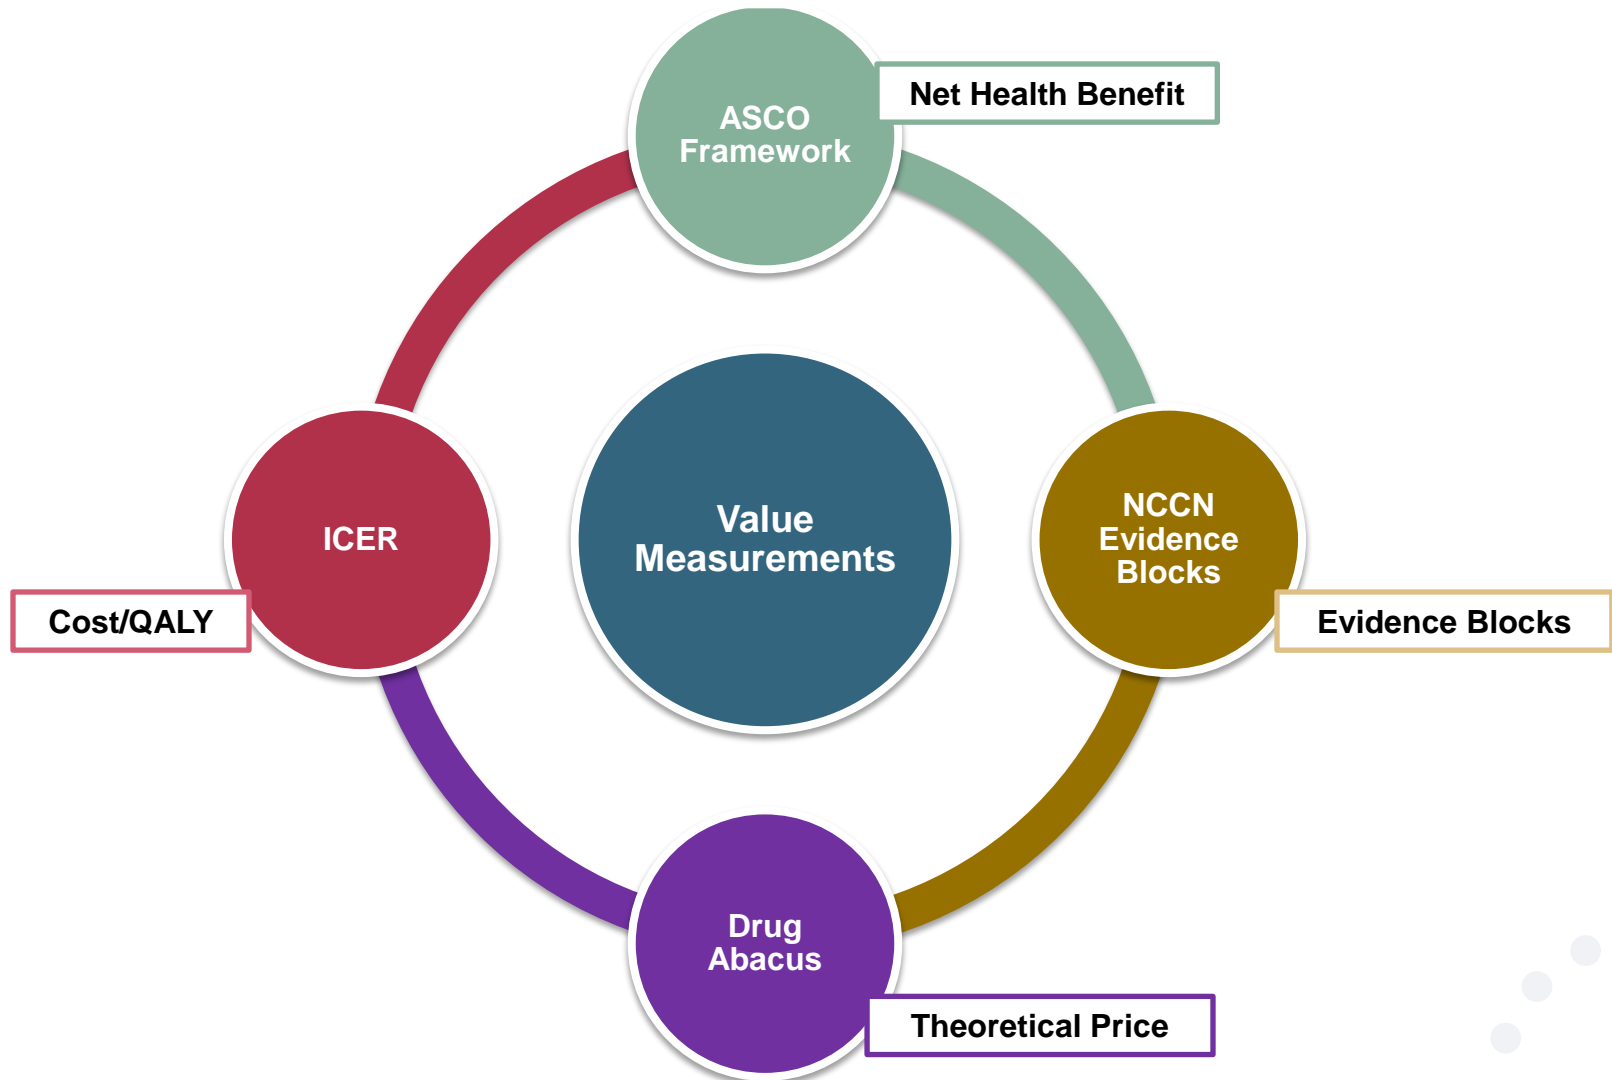 ASCO
Framework
Net Health Benefit
NCCN
Evidence
Blocks
Evidence Blocks
Value
Measurements
ICER
Cost/QALY
Drug
Abacus
Theoretical Price